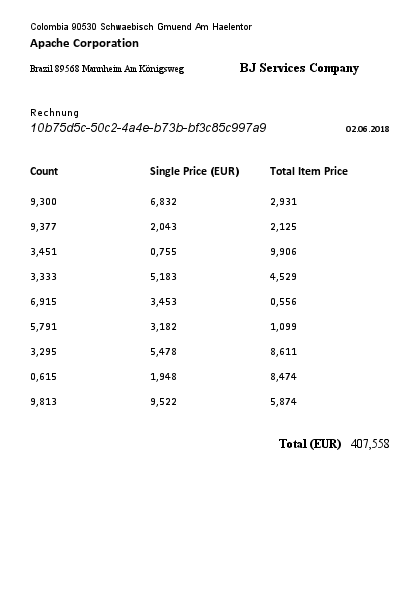 Colombia 90530 Schwaebisch Gmuend Am Haelentor
Apache Corporation
Brazil 89568 Mannheim Am Königsweg BJ Services Company
Rechnung
10b75d5c-50c2-4a4e-b73b-bf3c85c997a9 02.06.2018
Count Single Price (EUR) Total Item Price
9,300 6,832 2,931
9,377 2,043 2,125
3,451 0,755 9,906
3,333 5,183 4,529
6,915 3,453 0,556
5,791 3,182 1,099
3,295 5,478 8,611
0,615 1,948 8,474
9,813 9,522 5,874
Total (EUR) 407,558